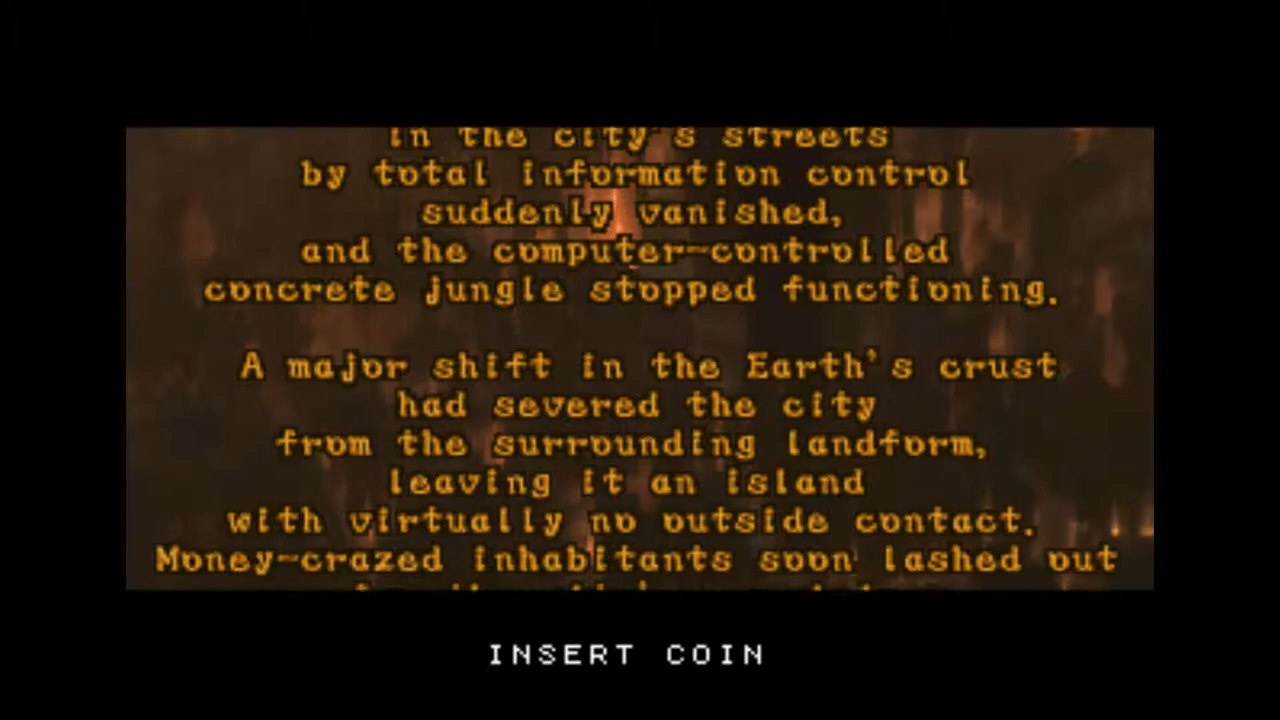 in the city's streets
by total information control
suddenly vanished,
and the computer-controlled
concrete jungle stopped functioning.
A major shift in the Earth's crust
had severed the city
from the surrounding landform,
leaving it an island
with virtually no outside contact.
Money-crazed inhabitants soon lashed out
INSERT COIN